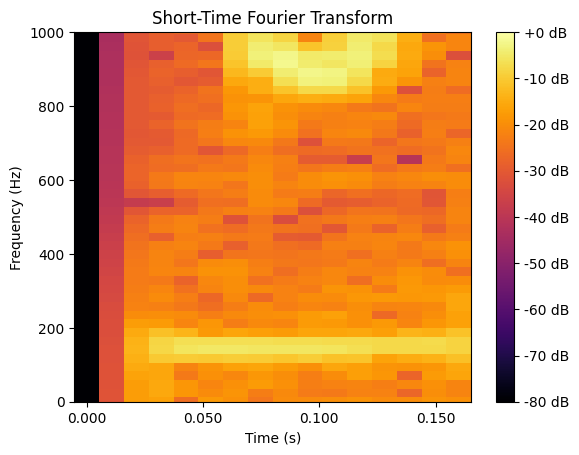 Short-Time Fourier Transform
1000
800
600
400
200
0
Frequency (Hz)
0.000
0.050
0.100
0.150
Time (s)
+0 dB
-10 dB
-20 dB
-30 dB
-40 dB
-50 dB
-60 dB
-70 dB
-80 dB